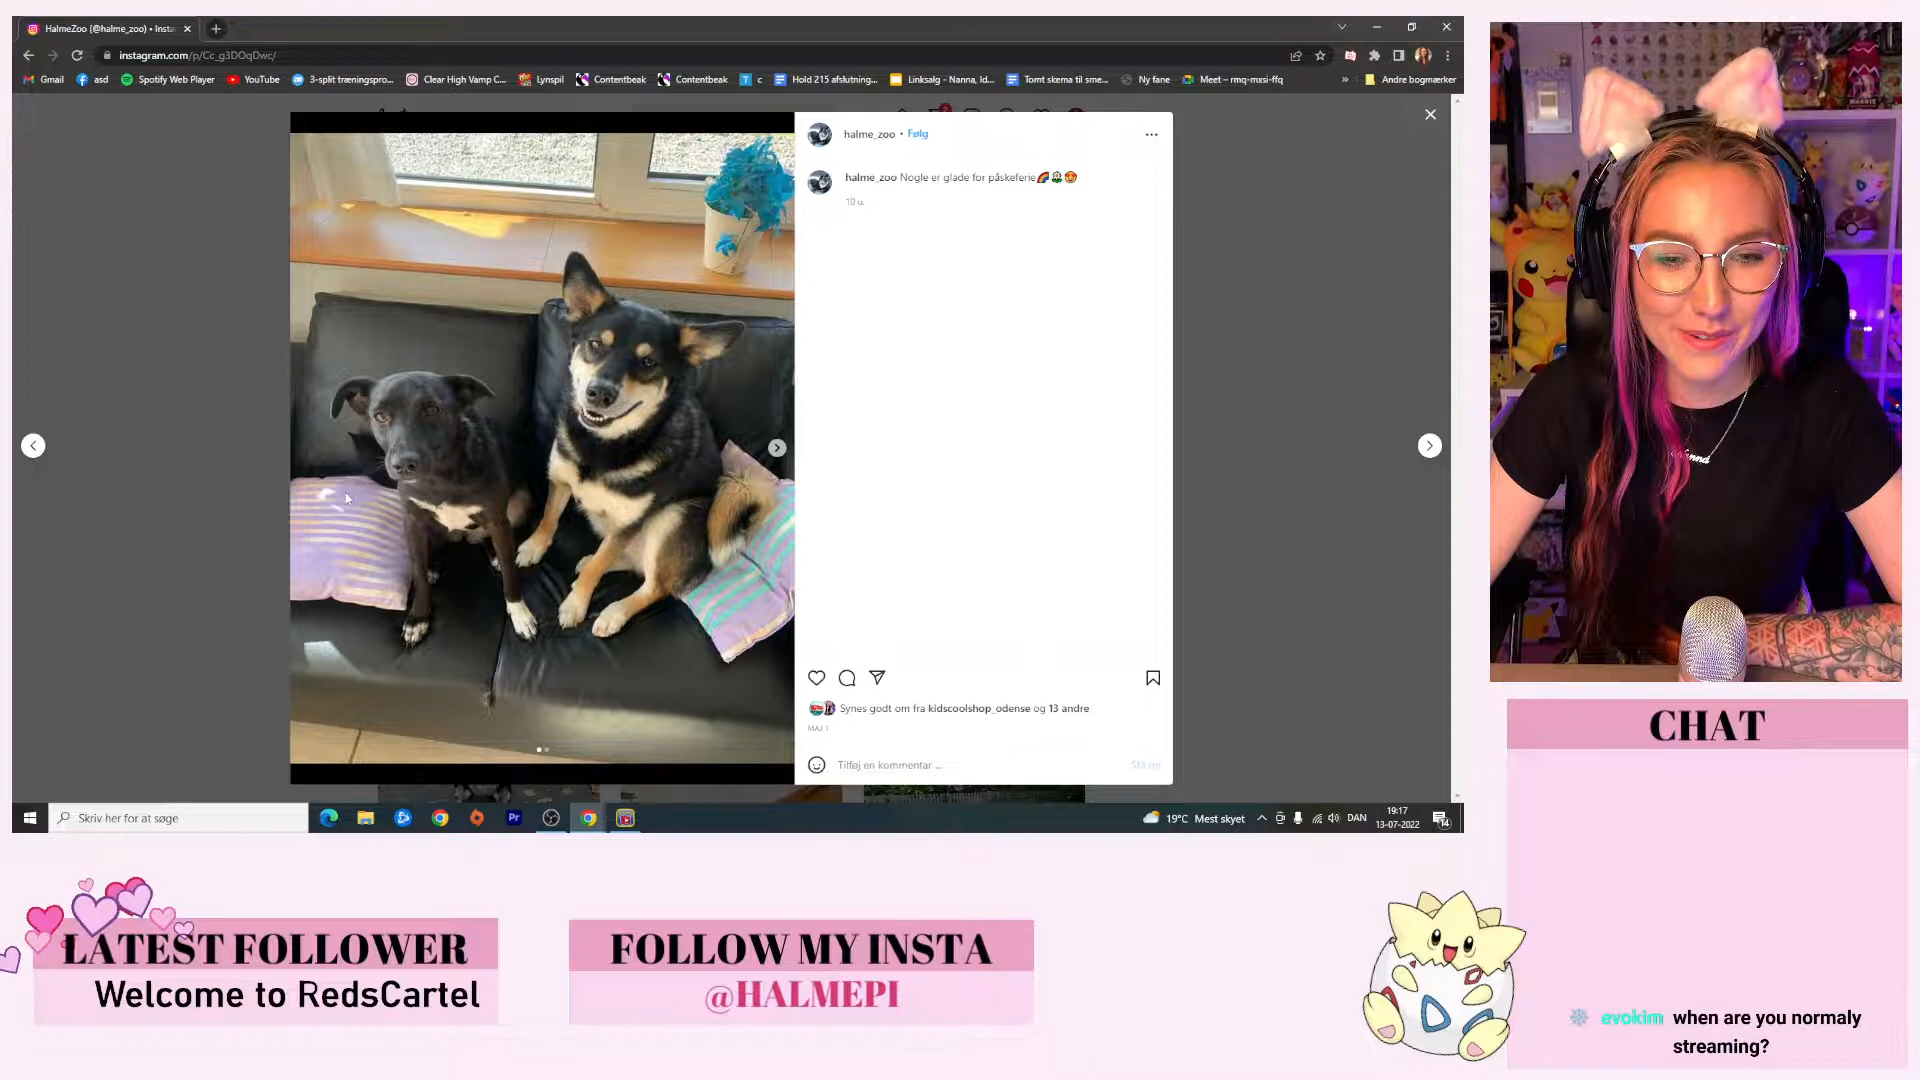 HalmeZoo (@halme_zoo) • Insta
instagram.com/p/Cc_g3DOqDwc/
Gmail
asd
Spotify Web Player
YouTube
3-split træningspro...
Clear High Vamp C...
Lynspil
Contentbeak
Contentbeak
c
Hold 215 afslutning...
Linksalg - Nanna, Id...
Tomt skema til sme...
Ny fane
Meet – rmq-mxsi-ffq
»
Andre bogmærker
halme_zoo • Følg
halme_zoo Nogle er glade for påskeferie🌈🌼😍
10 u.
Synes godt om fra kidscoolshop_odense og 13 andre
MAJ 1
Tilføj en kommentar ...
Slå op
Skriv her for at søge
Pr
19°C Mest skyet
DAN
19:17
13-07-2022
14
LATEST FOLLOWER
Welcome to RedsCartel
FOLLOW MY INSTA
@HALMEPI
CHAT
evokim when are you normaly
streaming?